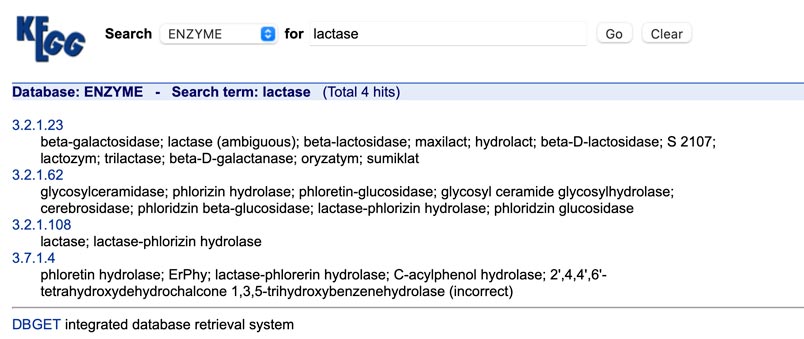 KEGG Search ENZYME for lactase Go Clear
Database: ENZYME - Search term: lactase (Total 4 hits)
3.2.1.23
beta-galactosidase; lactase (ambiguous); beta-lactosidase; maxilact; hydrolact; beta-D-lactosidase; S 2107;
lactozym; trilactase; beta-D-galactanase; oryzatym; sumiklat
3.2.1.62
glycosylceramidase; phlorizin hydrolase; phloretin-glucosidase; glycosyl ceramide glycosylhydrolase;
cerebrosidase; phloridzin beta-glucosidase; lactase-phlorizin hydrolase; phloridzin glucosidase
3.2.1.108
lactase; lactase-phlorizin hydrolase
3.7.1.4
phloretin hydrolase; ErPhy; lactase-phlorerin hydrolase; C-acylphenol hydrolase; 2',4,4',6'-
tetrahydroxydehydrochalcone 1,3,5-trihydroxybenzenehydrolase (incorrect)
DBGET integrated database retrieval system